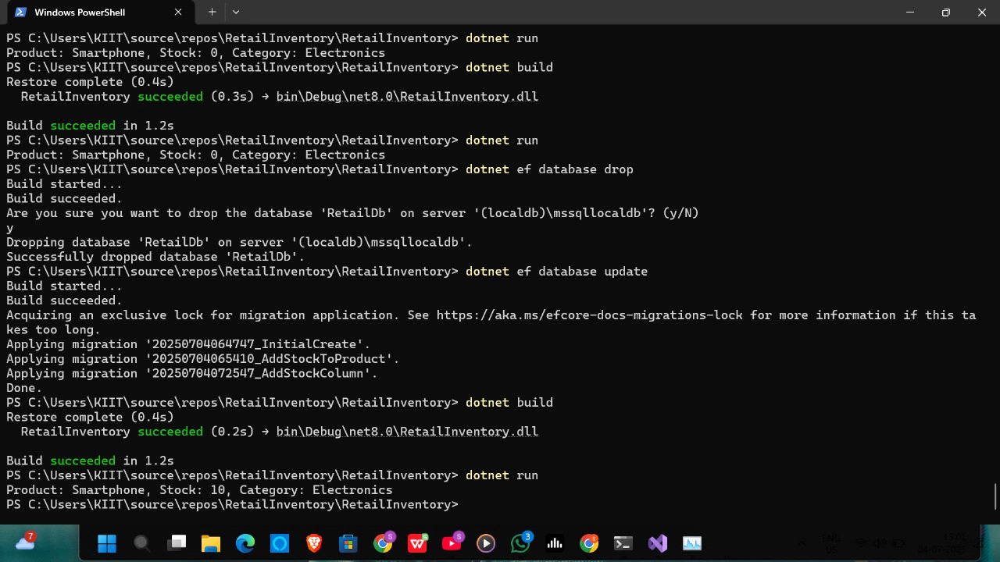 Windows PowerShell
PS C:\Users\KIIT\source\repos\RetailInventory\RetailInventory> dotnet run
Product: Smartphone, Stock: 0, Category: Electronics
PS C:\Users\KIIT\source\repos\RetailInventory\RetailInventory> dotnet build
Restore complete (0.4s)
  RetailInventory succeeded (0.3s) → bin\Debug\net8.0\RetailInventory.dll
Build succeeded in 1.2s
PS C:\Users\KIIT\source\repos\RetailInventory\RetailInventory> dotnet run
Product: Smartphone, Stock: 0, Category: Electronics
PS C:\Users\KIIT\source\repos\RetailInventory\RetailInventory> dotnet ef database drop
Build started...
Build succeeded.
Are you sure you want to drop the database 'RetailDb' on server '(localdb)\mssqllocaldb'? (y/N)
y
Dropping database 'RetailDb' on server '(localdb)\mssqllocaldb'.
Successfully dropped database 'RetailDb'.
PS C:\Users\KIIT\source\repos\RetailInventory\RetailInventory> dotnet ef database update
Build started...
Build succeeded.
Acquiring an exclusive lock for migration application. See https://aka.ms/efcore-docs-migrations-lock for more information if this ta
kes too long.
Applying migration '20250704064747_InitialCreate'.
Applying migration '20250704065410_AddStockToProduct'.
Applying migration '20250704072547_AddStockColumn'.
Done.
PS C:\Users\KIIT\source\repos\RetailInventory\RetailInventory> dotnet build
Restore complete (0.4s)
  RetailInventory succeeded (0.2s) → bin\Debug\net8.0\RetailInventory.dll
Build succeeded in 1.2s
PS C:\Users\KIIT\source\repos\RetailInventory\RetailInventory> dotnet run
Product: Smartphone, Stock: 10, Category: Electronics
PS C:\Users\KIIT\source\repos\RetailInventory\RetailInventory>
7
S
S
3
ENG
US
04-07-2025